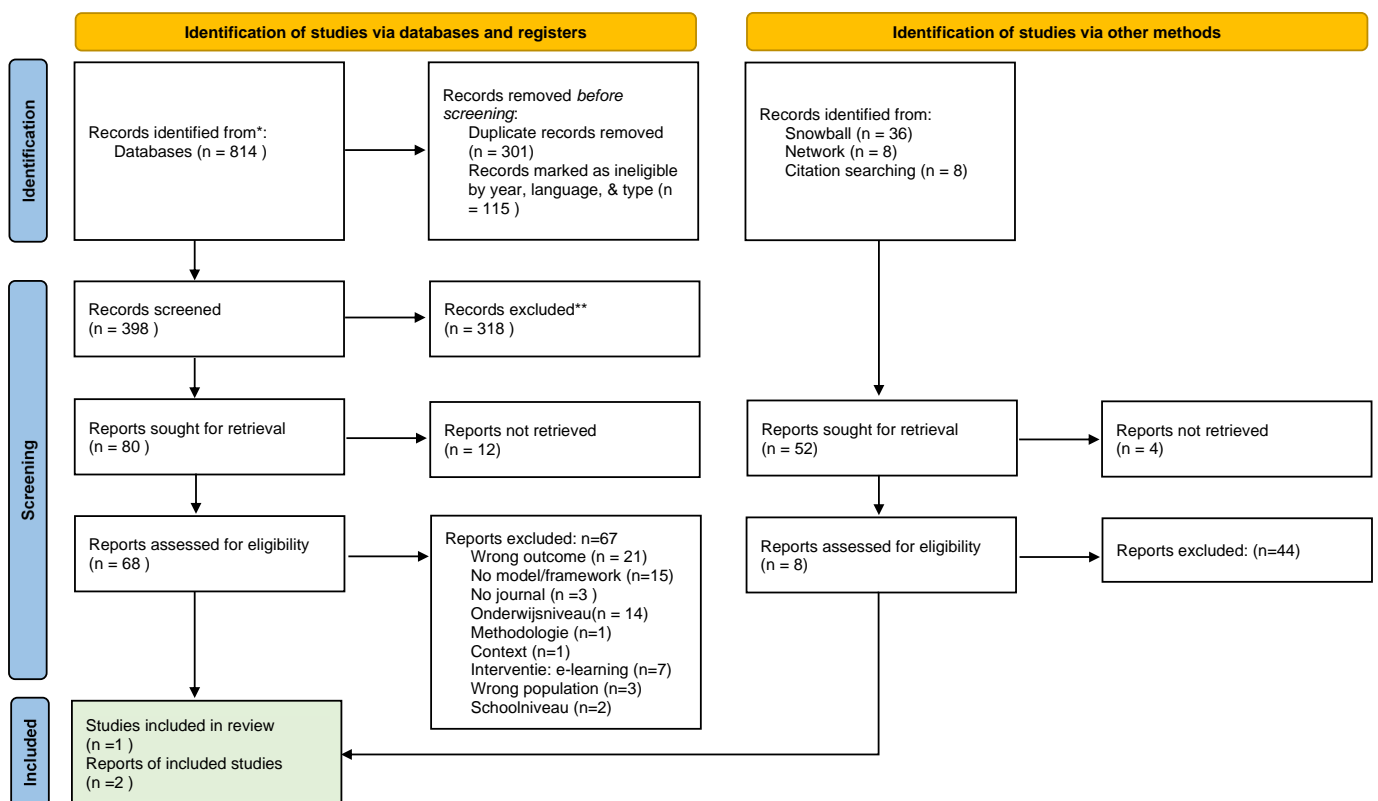 Identification of studies via databases and registers
Identification of studies via other methods
Identification
Records identified from*:
Databases (n = 814 )
Records removed before
screening:
Duplicate records removed
(n = 301)
Records marked as ineligible
by year, language, & type (n
= 115 )
Records identified from:
Snowball (n = 36)
Network (n = 8)
Citation searching (n = 8)
Screening
Records screened
(n = 398 )
Records excluded**
(n = 318 )
Reports sought for retrieval
(n = 80 )
Reports not retrieved
(n = 12)
Reports sought for retrieval
(n = 52)
Reports not retrieved
(n = 4)
Reports assessed for eligibility
(n = 68 )
Reports excluded: n=67
Wrong outcome (n = 21)
No model/framework (n=15)
No journal (n =3 )
Onderwijsniveau(n = 14)
Methodologie (n=1)
Context (n=1)
Interventie: e-learning (n=7)
Wrong population (n=3)
Schoolniveau (n=2)
Reports assessed for eligibility
(n = 8)
Reports excluded: (n=44)
Included
Studies included in review
(n =1 )
Reports of included studies
(n =2 )